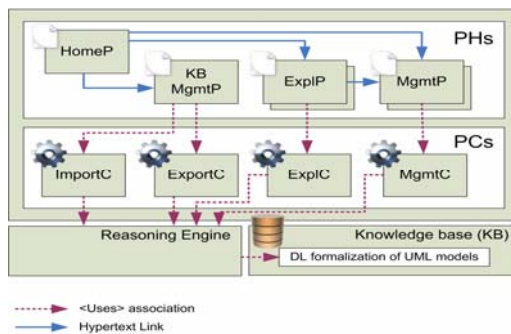 PHs
HomeP
KB
MgmtP
ExplP
MgmtP
PCs
ImportC
ExportC
ExplC
MgmtC
Reasoning Engine
Knowledge base (KB)
DL formalization of UML models
<Uses> association
Hypertext Link